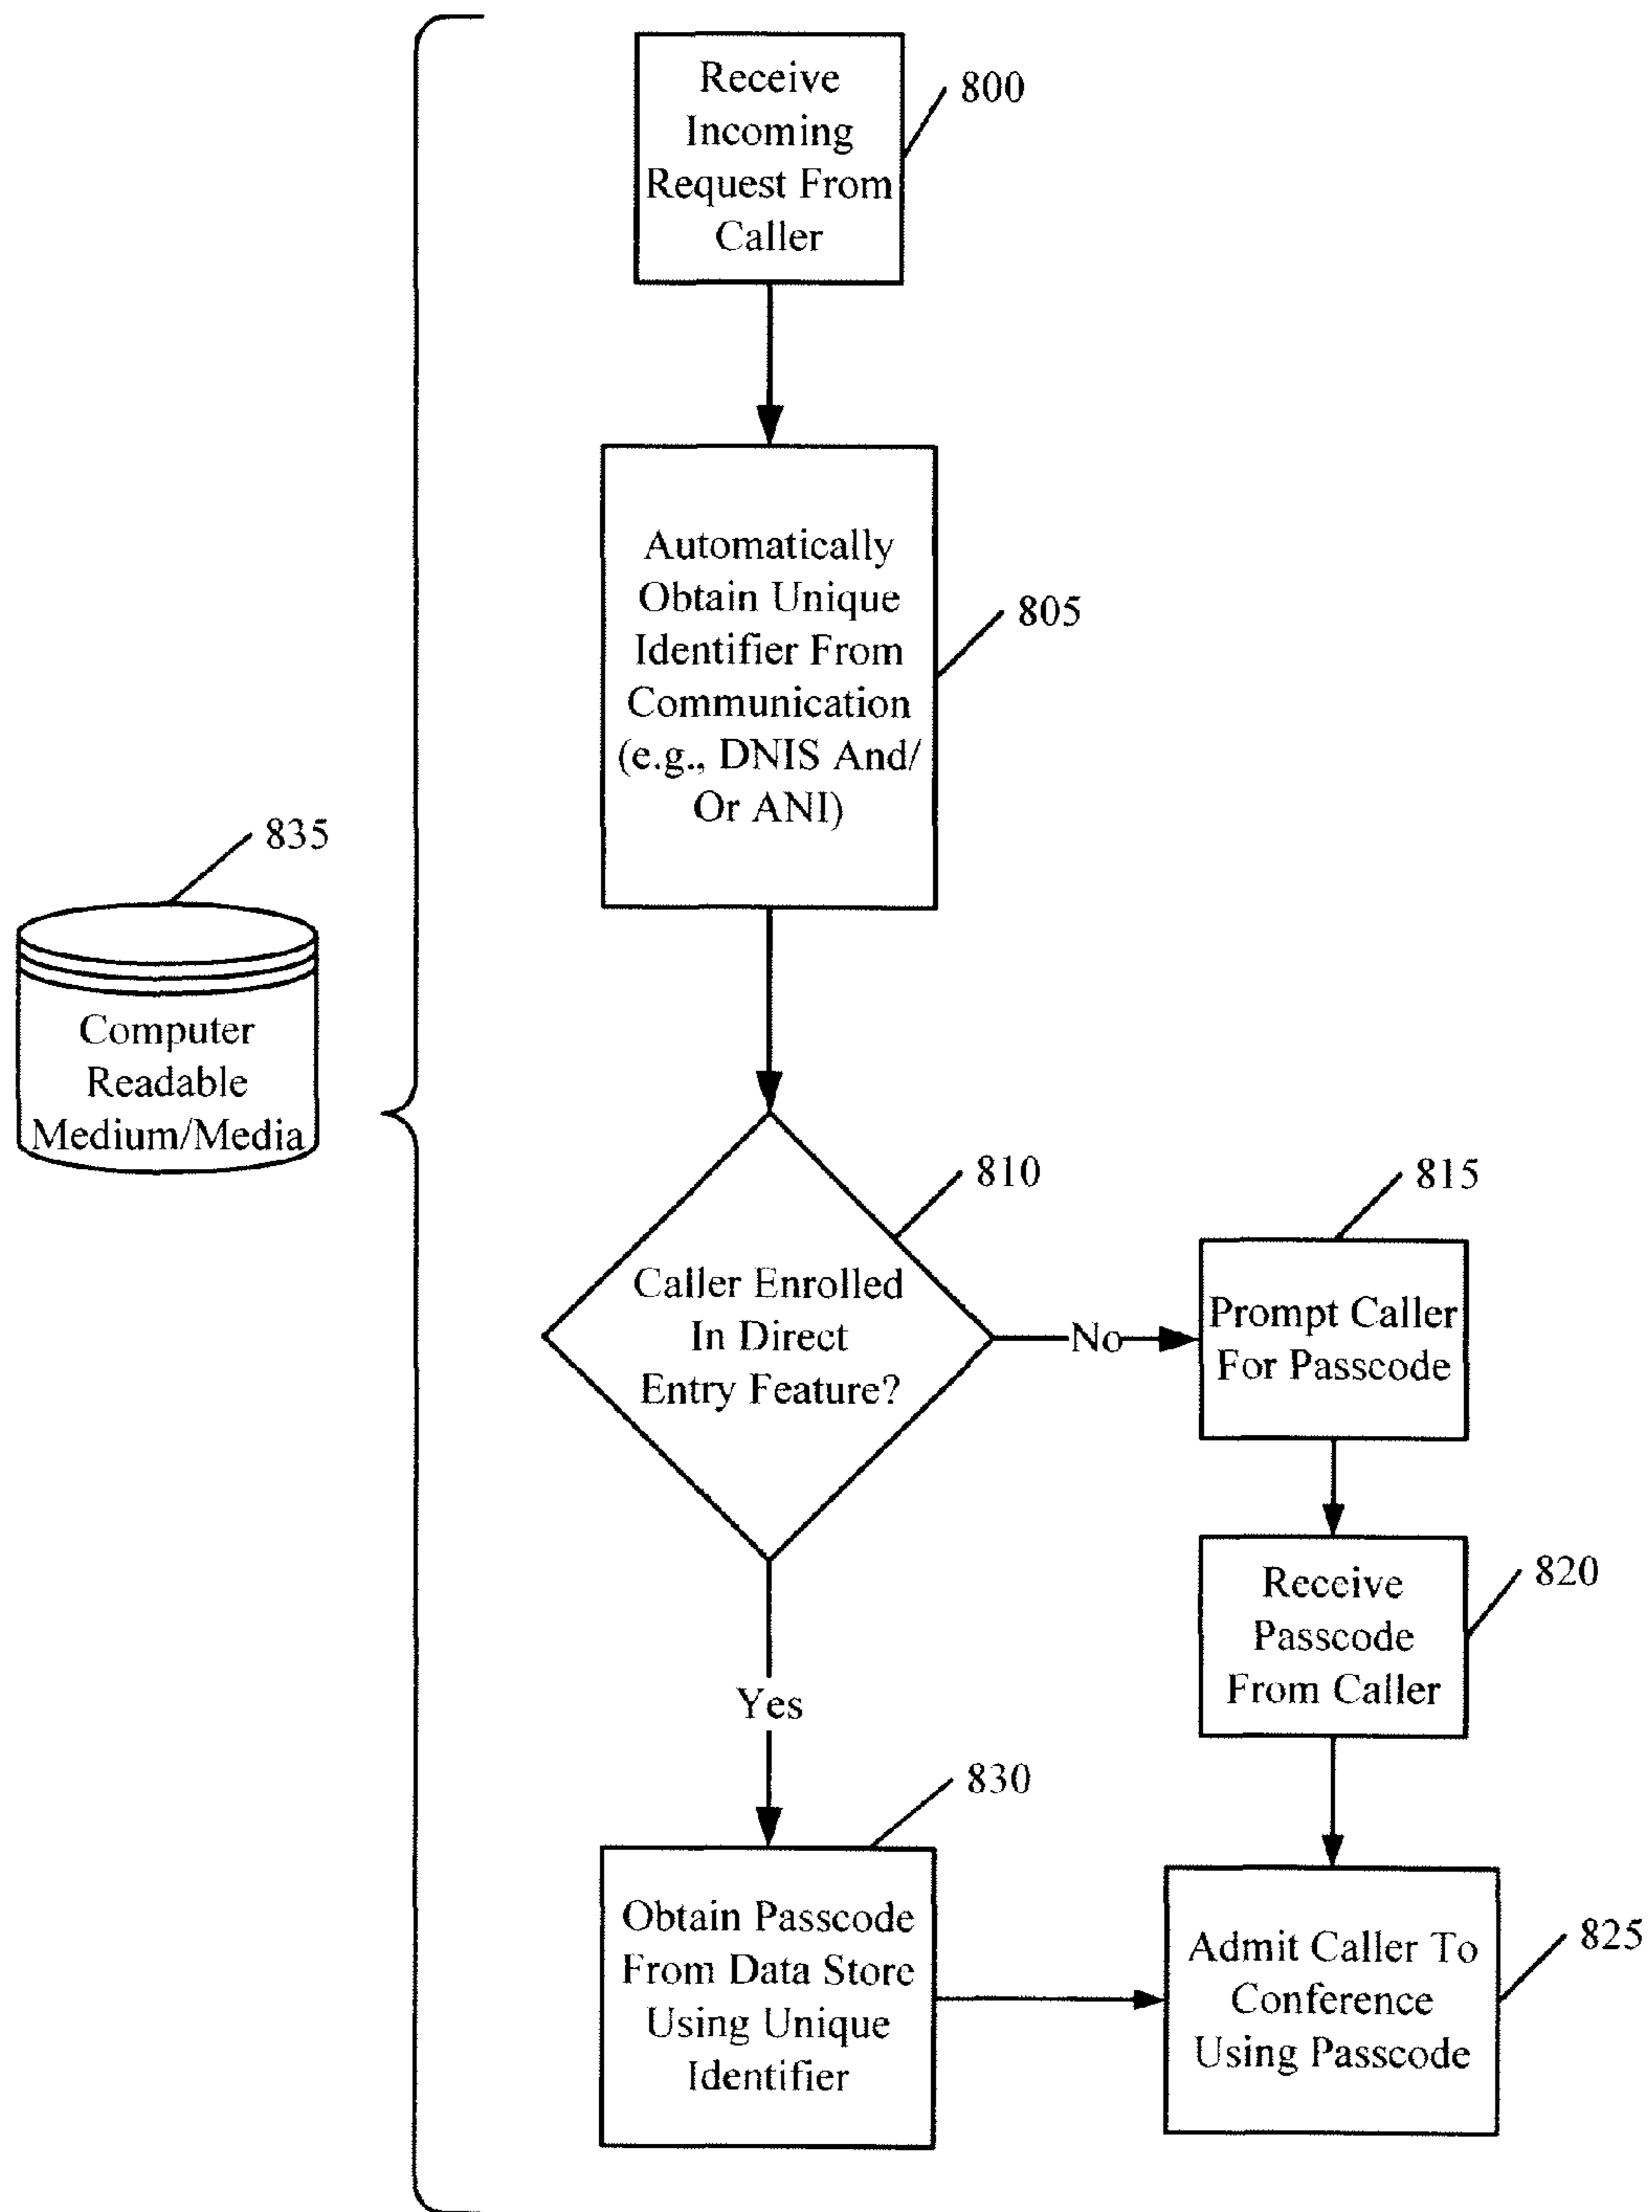 Receive
Incoming
Request From
Caller
800
Automatically
Obtain Unique
Identifier From
Communication
(e.g., DNIS And/
Or ANI)
805
835
Computer
Readable
Medium/Media
810
Caller Enrolled
In Direct
Entry Feature?
No
815
Prompt Caller
For Passcode
Receive
Passcode
From Caller
820
Yes
830
Obtain Passcode
From Data Store
Using Unique
Identifier
Admit Caller To
Conference
Using Passcode
825